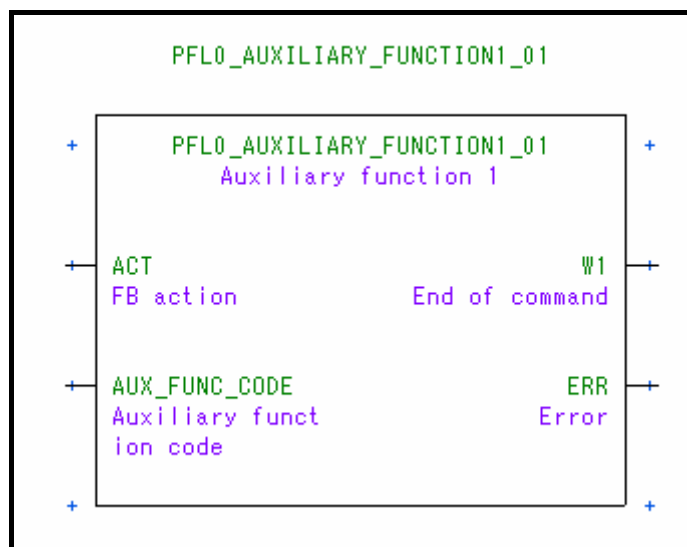 PFL0_AUXILIARY_FUNCTION1_01
PFL0_AUXILIARY_FUNCTION1_01
Auxiliary function 1
ACT W1
FB action End of command
AUX_FUNC_CODE ERR
Auxiliary funct Error
ion code